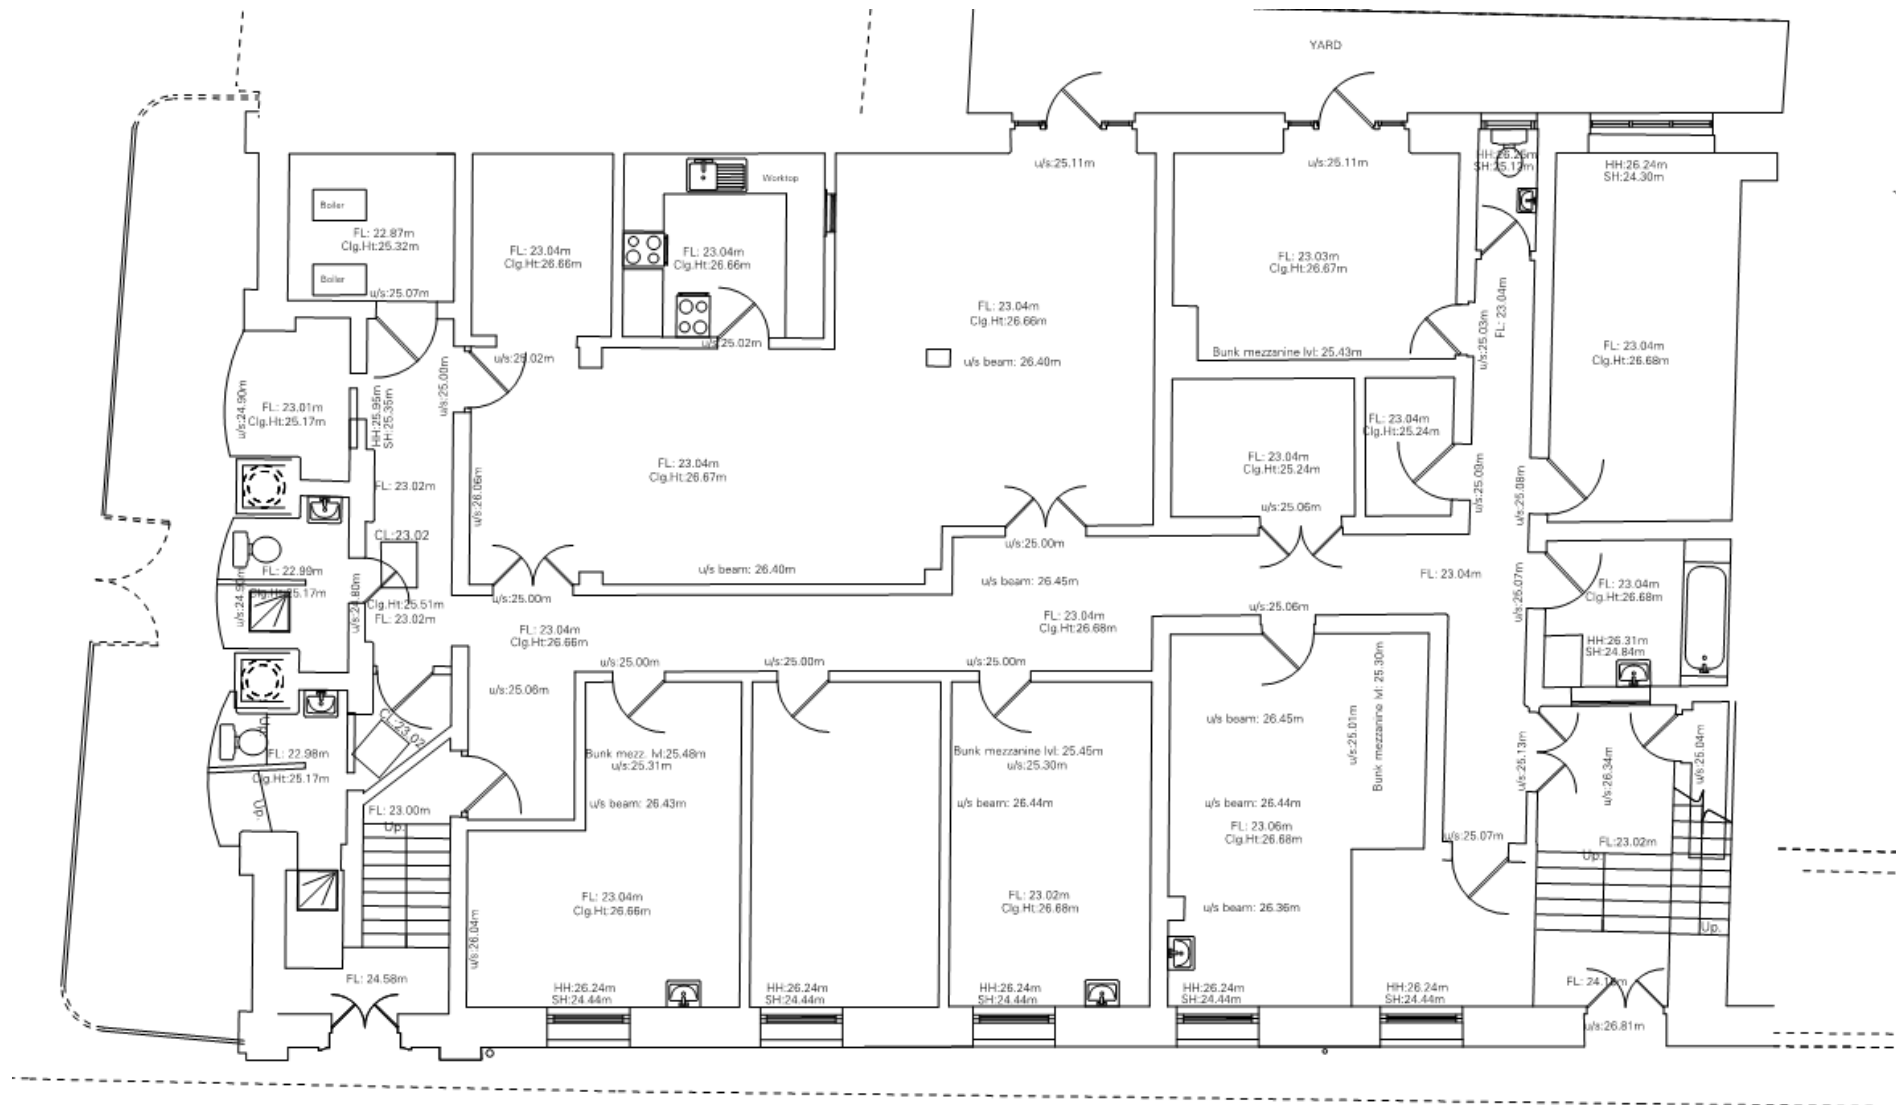 YARD
u/s:25.11m
u/s:25.11m
HH:26.25m
SH:25.12m
HH:26.24m
SH:24.30m
Worktop
Boiler
FL: 22.87m
Clg.Ht:25.32m
Boiler
u/s:25.07m
FL: 23.04m
Clg.Ht:26.66m
FL: 23.04m
Clg.Ht:26.66m
u/s:25.02m
u/s:25.02m
FL: 23.04m
Clg.Ht:26.66m
u/s beam: 26.40m
FL: 23.03m
Clg.Ht:26.67m
Bunk mezzanine lvl: 25.43m
FL: 23.04m
u/s:25.03m
FL: 23.04m
Clg.Ht:26.68m
u/s:25.00m
u/s:24.90m
FL: 23.01m
Clg.Ht:25.17m
HH:25.95m
SH:25.35m
FL: 23.02m
u/s:26.06m
FL: 23.04m
Clg.Ht:26.67m
FL: 23.04m
Clg.Ht:25.24m
FL: 23.04m
Clg.Ht:25.24m
u/s:25.06m
u/s:25.09m
u/s:25.08m
CL:23.02
FL: 22.99m
Clg.Ht:25.17m
u/s:24.80m
Clg.Ht:25.51m
FL: 23.02m
u/s beam: 26.40m
u/s:25.00m
u/s:25.00m
u/s beam: 26.45m
FL: 23.04m
u/s:25.07m
FL: 23.04m
Clg.Ht:26.68m
HH:26.31m
SH:24.84m
FL: 23.04m
Clg.Ht:26.66m
FL: 23.04m
Clg.Ht:26.68m
u/s:25.06m
u/s:25.00m
u/s:25.00m
u/s:25.00m
u/s:25.06m
CL:23.02
Up.
FL: 22.98m
Clg.Ht:25.17m
Up.
FL: 23.00m
Up.
Bunk mezz. lvl:25.48m
u/s:25.31m
u/s beam: 26.43m
Bunk mezzanine lvl: 25.45m
u/s:25.30m
u/s beam: 26.44m
u/s beam: 26.45m
u/s:25.01m
Bunk mezzanine lvl: 25.30m
u/s beam: 26.44m
FL: 23.06m
Clg.Ht:26.68m
u/s:25.13m
u/s:26.34m
u/s:25.04m
u/s:25.07m
FL:23.02m
Up.
FL: 23.04m
Clg.Ht:26.66m
u/s:26.04m
FL: 23.02m
Clg.Ht:26.68m
u/s beam: 26.36m
Up.
FL: 24.58m
HH:26.24m
SH:24.44m
HH:26.24m
SH:24.44m
HH:26.24m
SH:24.44m
HH:26.24m
SH:24.44m
HH:26.24m
SH:24.44m
u/s:26.81m